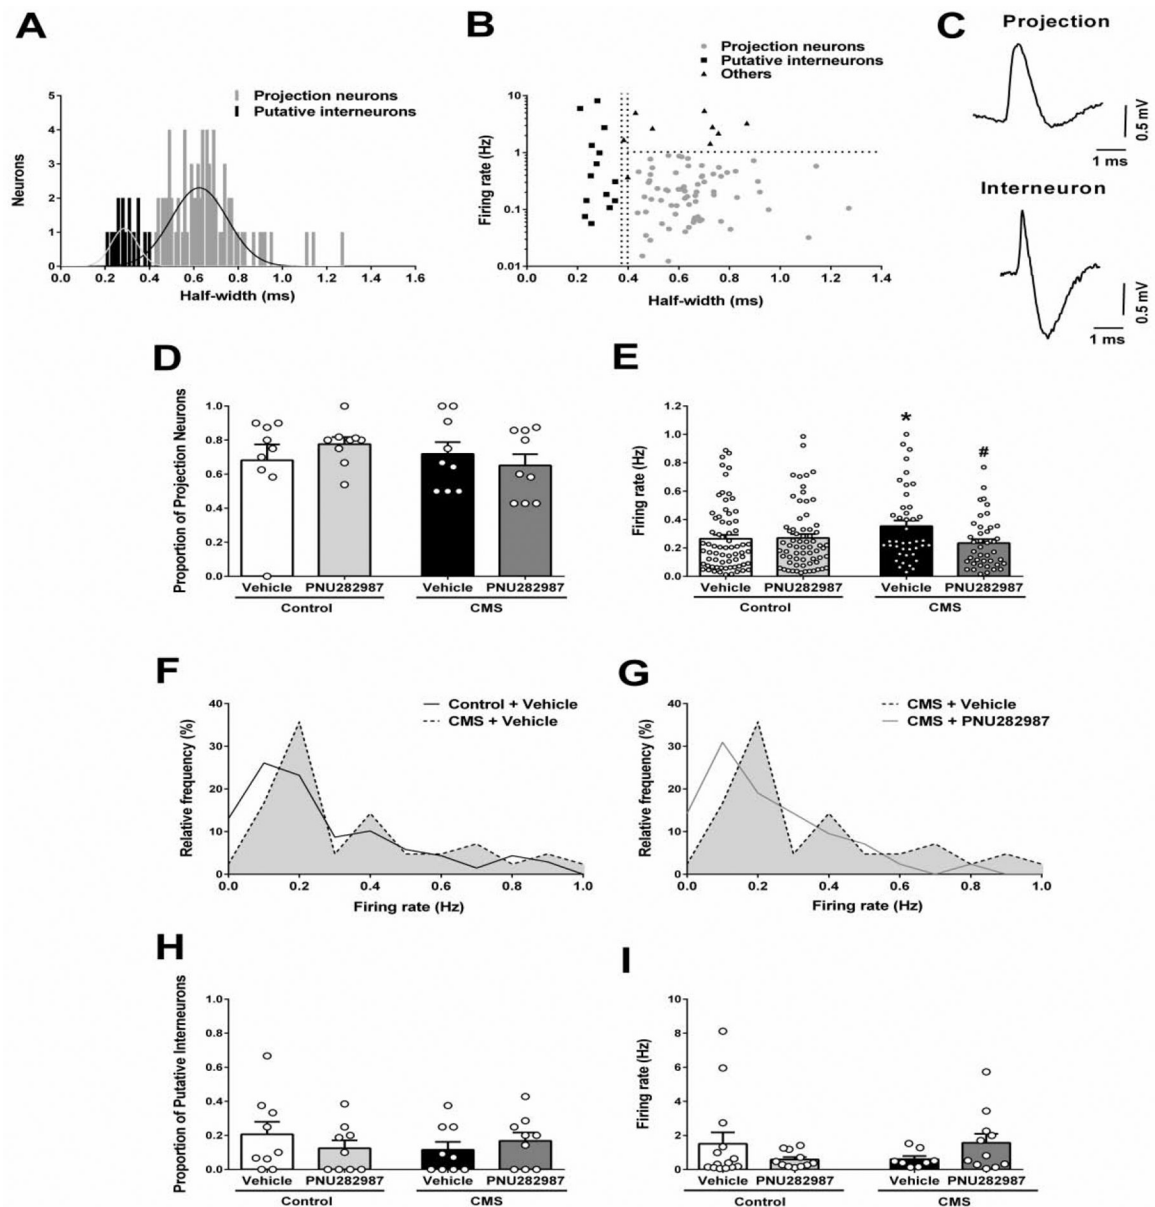 A
B
C
Projection
0.5 mV
1 ms
Interneuron
0.5 mV
1 ms
Projection neurons
Putative interneurons
Neurons
5
4
3
2
1
0
0.0 0.2 0.4 0.6 0.8 1.0 1.2 1.4 1.6
Half-width (ms)
Projection neurons
Putative interneurons
Others
Firing rate (Hz)
10
1
0.1
0.01
0.0 0.2 0.4 0.6 0.8 1.0 1.2 1.4
Half-width (ms)
D
Proportion of Projection Neurons
1.0
0.8
0.6
0.4
0.2
0.0
Vehicle PNU282987 Vehicle PNU282987
Control CMS
E
Firing rate (Hz)
1.2
1.0
0.8
0.6
0.4
0.2
0.0
*
#
Vehicle PNU282987 Vehicle PNU282987
Control CMS
F
Control + Vehicle
CMS + Vehicle
Relative frequency (%)
40
30
20
10
0
0.0 0.2 0.4 0.6 0.8 1.0
Firing rate (Hz)
G
CMS + Vehicle
CMS + PNU282987
Relative frequency (%)
40
30
20
10
0
0.0 0.2 0.4 0.6 0.8 1.0
Firing rate (Hz)
H
Proportion of Putative Interneurons
1.0
0.8
0.6
0.4
0.2
0.0
Vehicle PNU282987 Vehicle PNU282987
Control CMS
I
Firing rate (Hz)
10
8
6
4
2
0
Vehicle PNU282987 Vehicle PNU282987
Control CMS